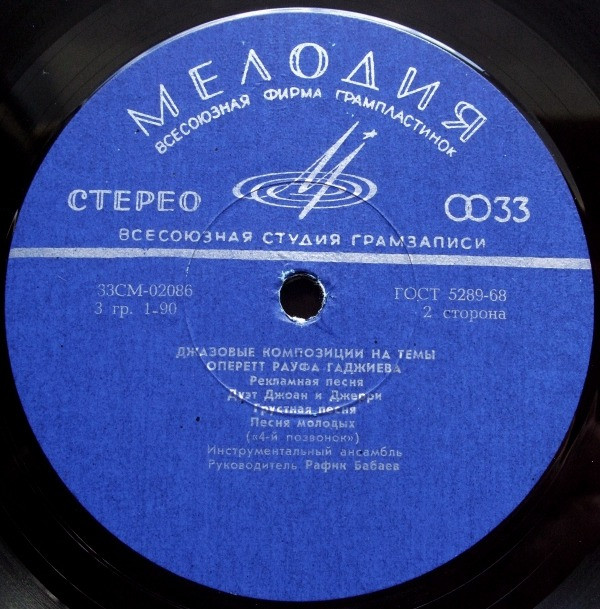 МЕЛОДИЯ
ВСЕСОЮЗНАЯ ФИРМА ГРАМПЛАСТИНОК
СТЕРЕО 33
ВСЕСОЮЗНАЯ СТУДИЯ ГРАМЗАПИСИ
33СМ-02086 ГОСТ 5289-68
3 гр. 1-90 2 сторона
ДЖАЗОВЫЕ КОМПОЗИЦИИ НА ТЕМЫ
ОПЕРЕТТ РАУФА ГАДЖИЕВА
Рекламная песня
Дуэт Джоан и Джерри
Грустная песня
Песня молодых
(«4-й позвонок»)
Инструментальный ансамбль
Руководитель Рафик Бабаев